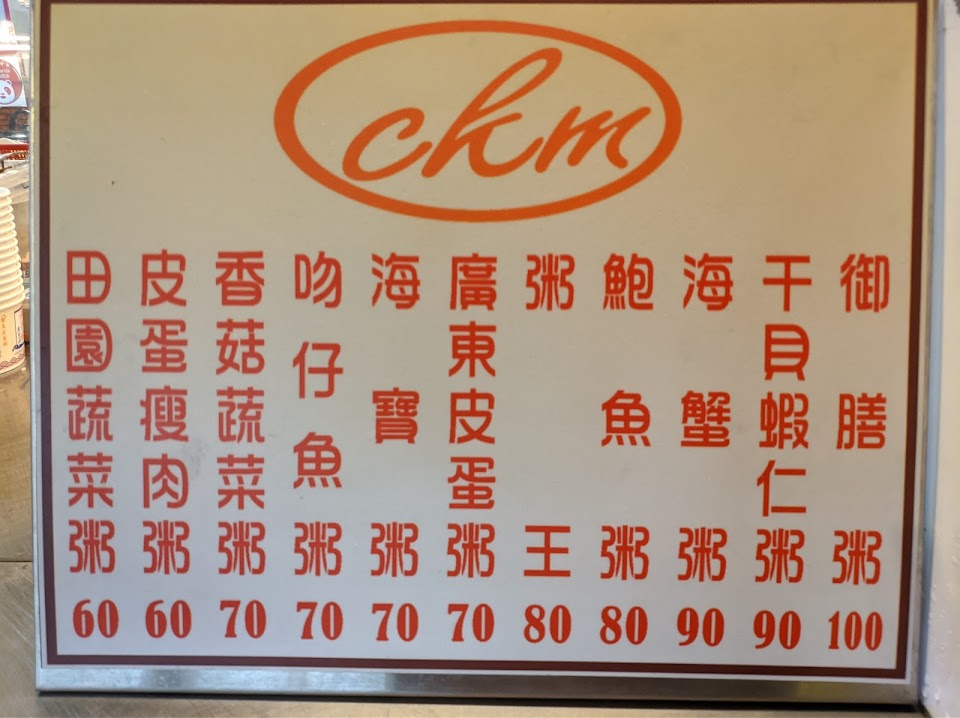 ckm
御膳粥 100
干貝蝦仁粥 90
海蟹粥 90
鮑魚粥 80
粥王 80
廣東皮蛋粥 70
海寶粥 70
吻仔魚粥 70
香菇蔬菜粥 70
皮蛋瘦肉粥 60
田園蔬菜粥 60